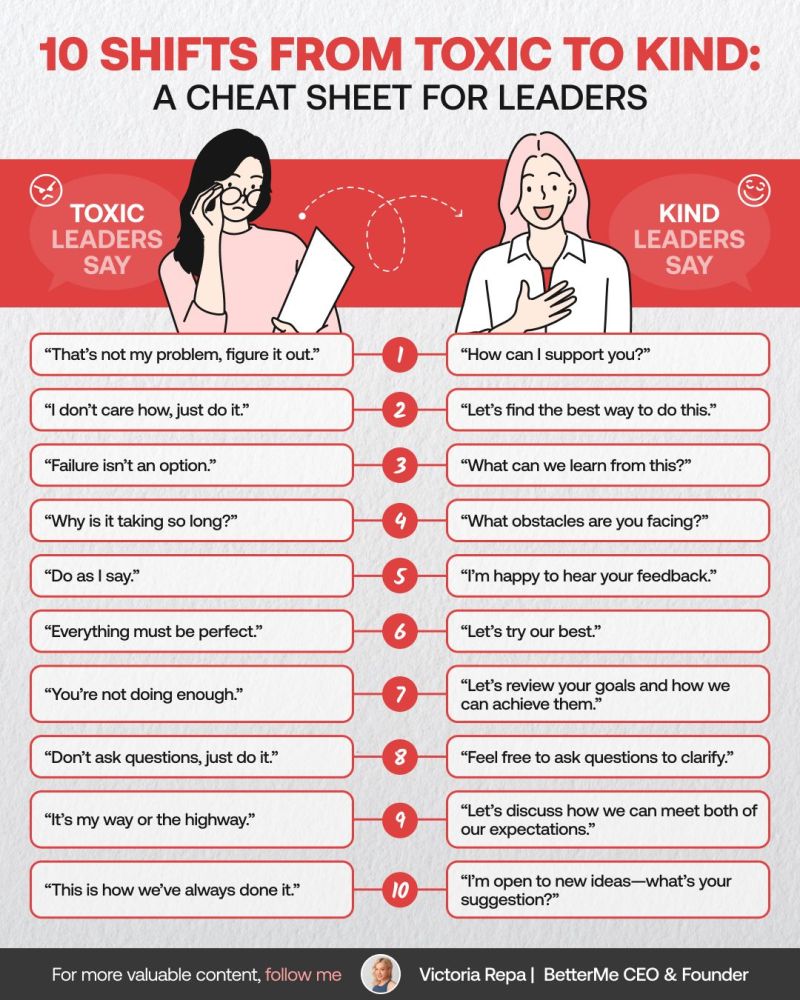 10 SHIFTS FROM TOXIC TO KIND:
A CHEAT SHEET FOR LEADERS
TOXIC
LEADERS
SAY
KIND
LEADERS
SAY
“That’s not my problem, figure it out.”
1
“How can I support you?”
“I don’t care how, just do it.”
2
“Let’s find the best way to do this.”
“Failure isn’t an option.”
3
“What can we learn from this?”
“Why is it taking so long?”
4
“What obstacles are you facing?”
“Do as I say.”
5
“I’m happy to hear your feedback.”
“Everything must be perfect.”
6
“Let’s try our best.”
“You’re not doing enough.”
7
“Let’s review your goals and how we
can achieve them.”
“Don’t ask questions, just do it.”
8
“Feel free to ask questions to clarify.”
“It’s my way or the highway.”
9
“Let’s discuss how we can meet both of
our expectations.”
“This is how we’ve always done it.”
10
“I’m open to new ideas—what’s your
suggestion?”
For more valuable content, follow me
Victoria Repa | BetterMe CEO & Founder